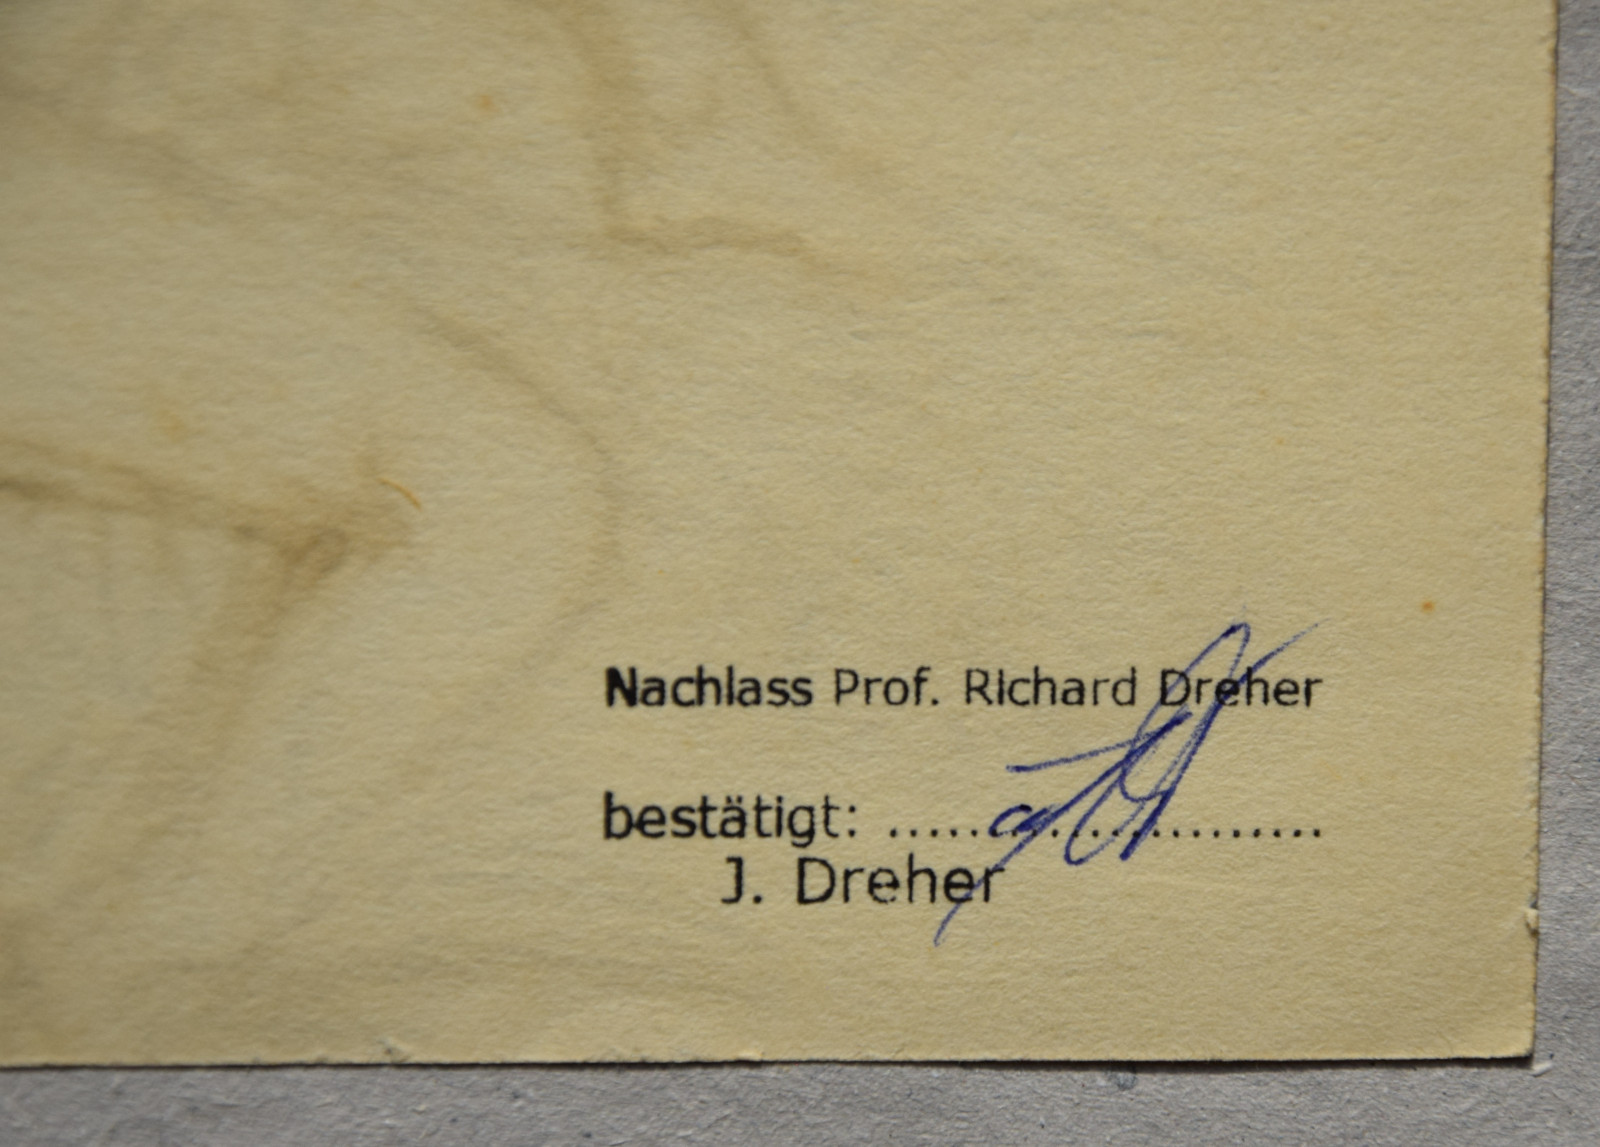 Nachlass Prof. Richard Dreher
bestätigt: ........................
J. Dreher